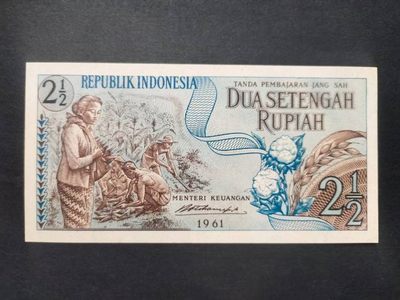 2½
REPUBLIK INDONESIA
TANDA PEMBAJARAN JANG SAH
DUA SETENGAH
RUPIAH
MENTERI KEUANGAN
1961
2½